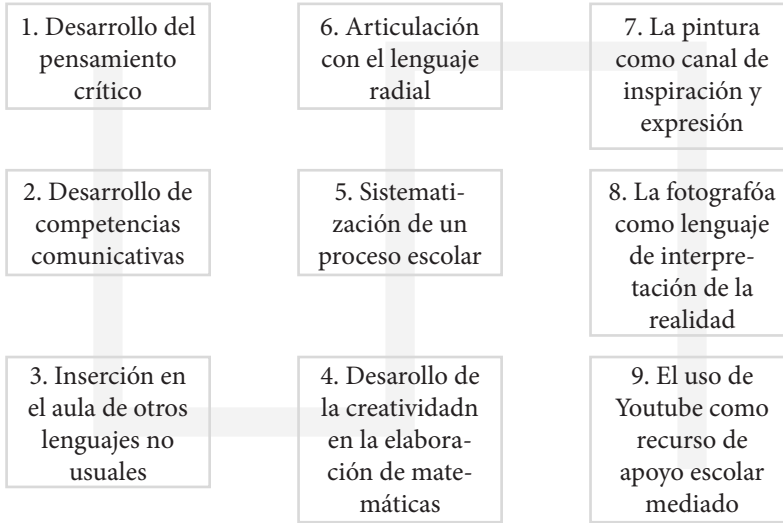 1. Desarrollo del
pensamiento
crítico
2. Desarrollo de
competencias
comunicativas
3. Inserción en
el aula de otros
lenguajes no
usuales
4. Desarollo de
la creatividadn
en la elabora-
ción de mate-
máticas
5. Sistemati-
zación de un
proceso escolar
6. Articulación
con el lenguaje
radial
7. La pintura
como canal de
inspiración y
expresión
8. La fotografóa
como lenguaje
de interpre-
tación de la
realidad
9. El uso de
Youtube como
recurso de
apoyo escolar
mediado